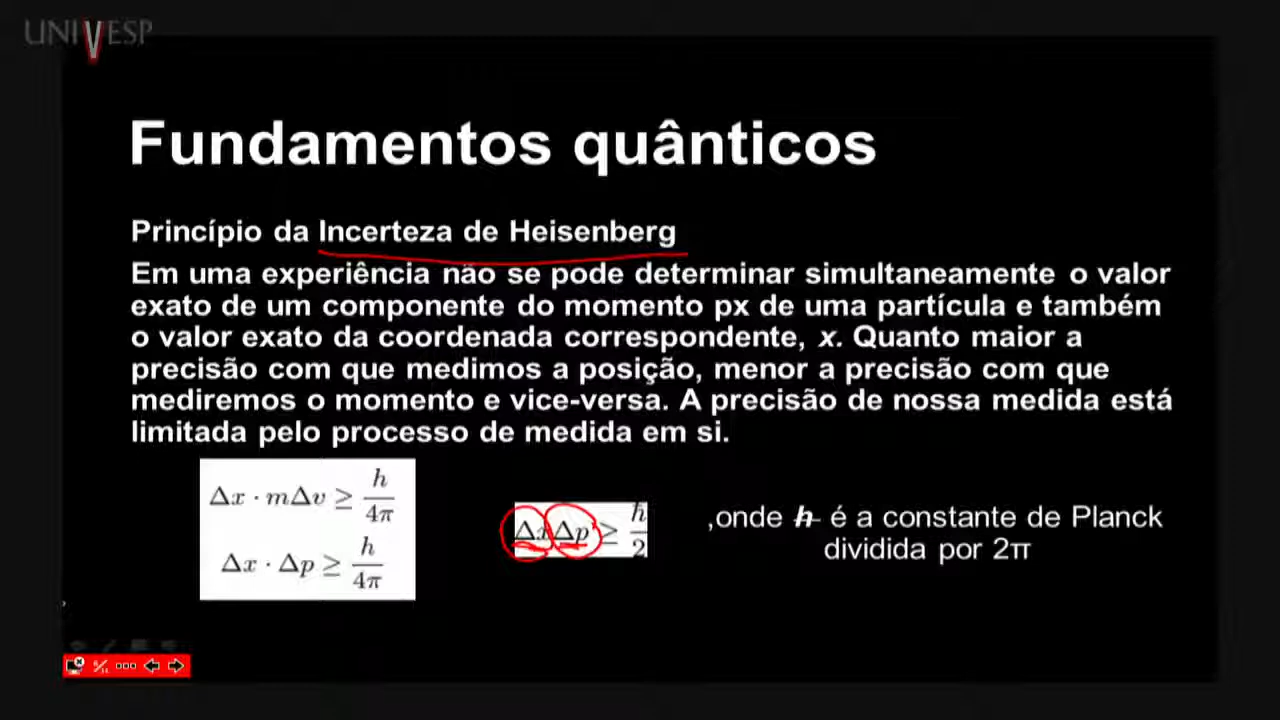 UNIVESP
Fundamentos quânticos
Princípio da Incerteza de Heisenberg
Em uma experiência não se pode determinar simultaneamente o valor
exato de um componente do momento px de uma partícula e também
o valor exato da coordenada correspondente, x. Quanto maior a
precisão com que medimos a posição, menor a precisão com que
mediremos o momento e vice-versa. A precisão de nossa medida está
limitada pelo processo de medida em si.
Δx · mΔv ≥ h/4π
Δx · Δp ≥ h/4π
ΔxΔp ≥ ħ/2
,onde ħ é a constante de Planck
dividida por 2π